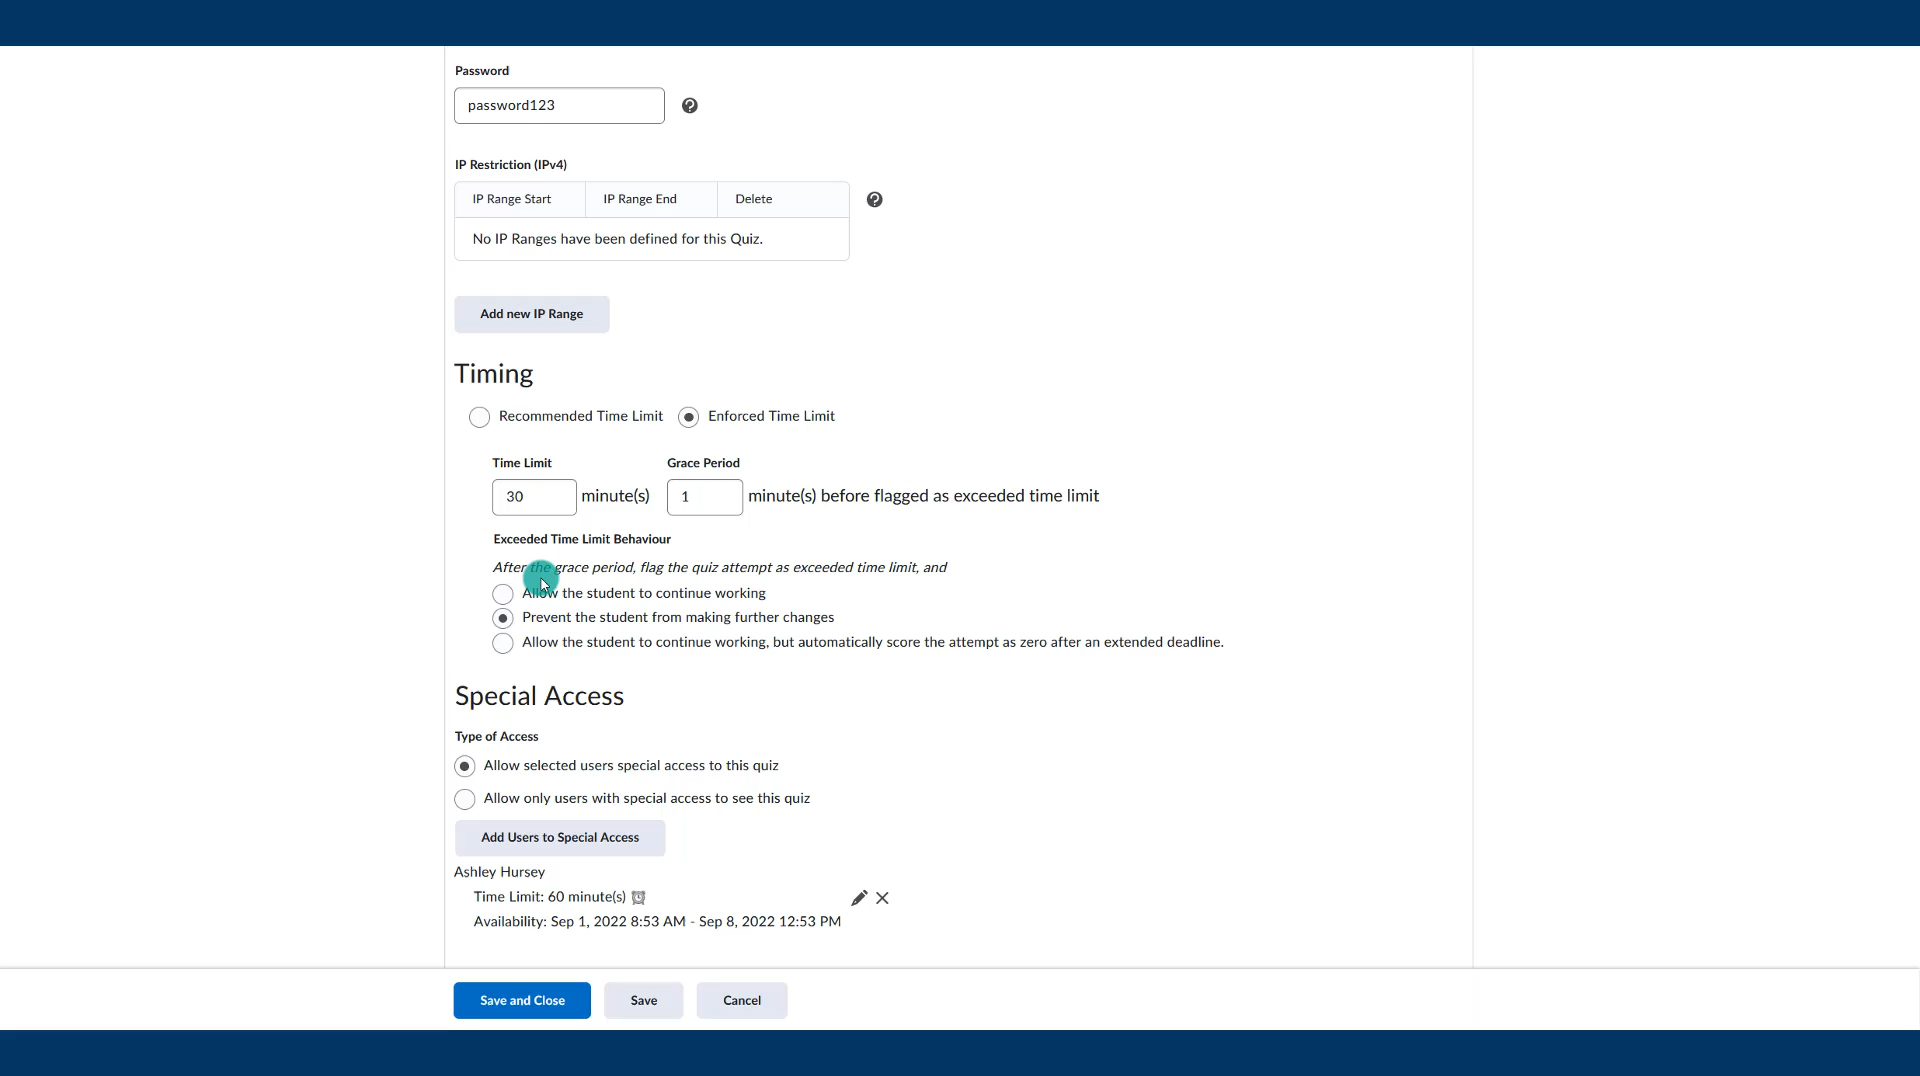 Password
password123
IP Restriction (IPv4)
IP Range Start IP Range End Delete
No IP Ranges have been defined for this Quiz.
Add new IP Range
Timing
Recommended Time Limit Enforced Time Limit
Time Limit Grace Period
30 minute(s) 1 minute(s) before flagged as exceeded time limit
Exceeded Time Limit Behaviour
After the grace period, flag the quiz attempt as exceeded time limit, and
Allow the student to continue working
Prevent the student from making further changes
Allow the student to continue working, but automatically score the attempt as zero after an extended deadline.
Special Access
Type of Access
Allow selected users special access to this quiz
Allow only users with special access to see this quiz
Add Users to Special Access
Ashley Hursey
Time Limit: 60 minute(s)
Availability: Sep 1, 2022 8:53 AM - Sep 8, 2022 12:53 PM
Save and Close Save Cancel